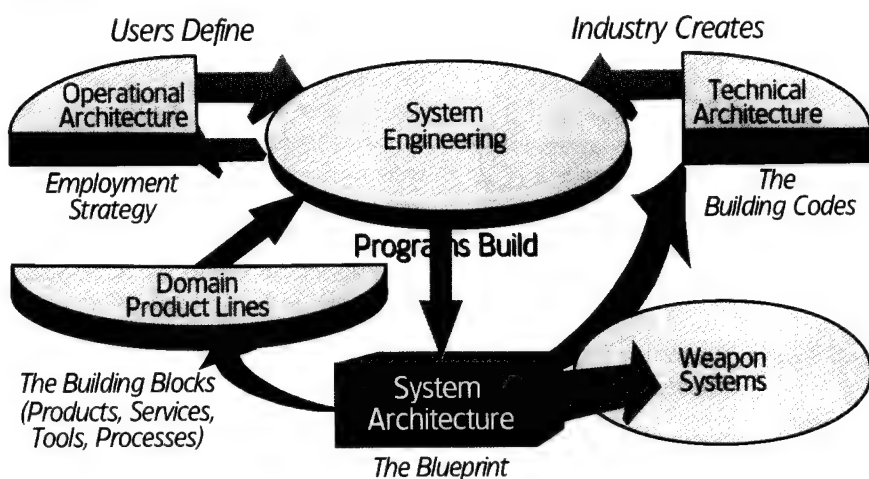 Users Define
Industry Creates
Operational
Architecture
System
Engineering
Technical
Architecture
Employment
Strategy
The
Building Codes
Programs Build
Domain
Product Lines
The Building Blocks
(Products, Services,
Tools, Processes)
System
Architecture
Weapon
Systems
The Blueprint